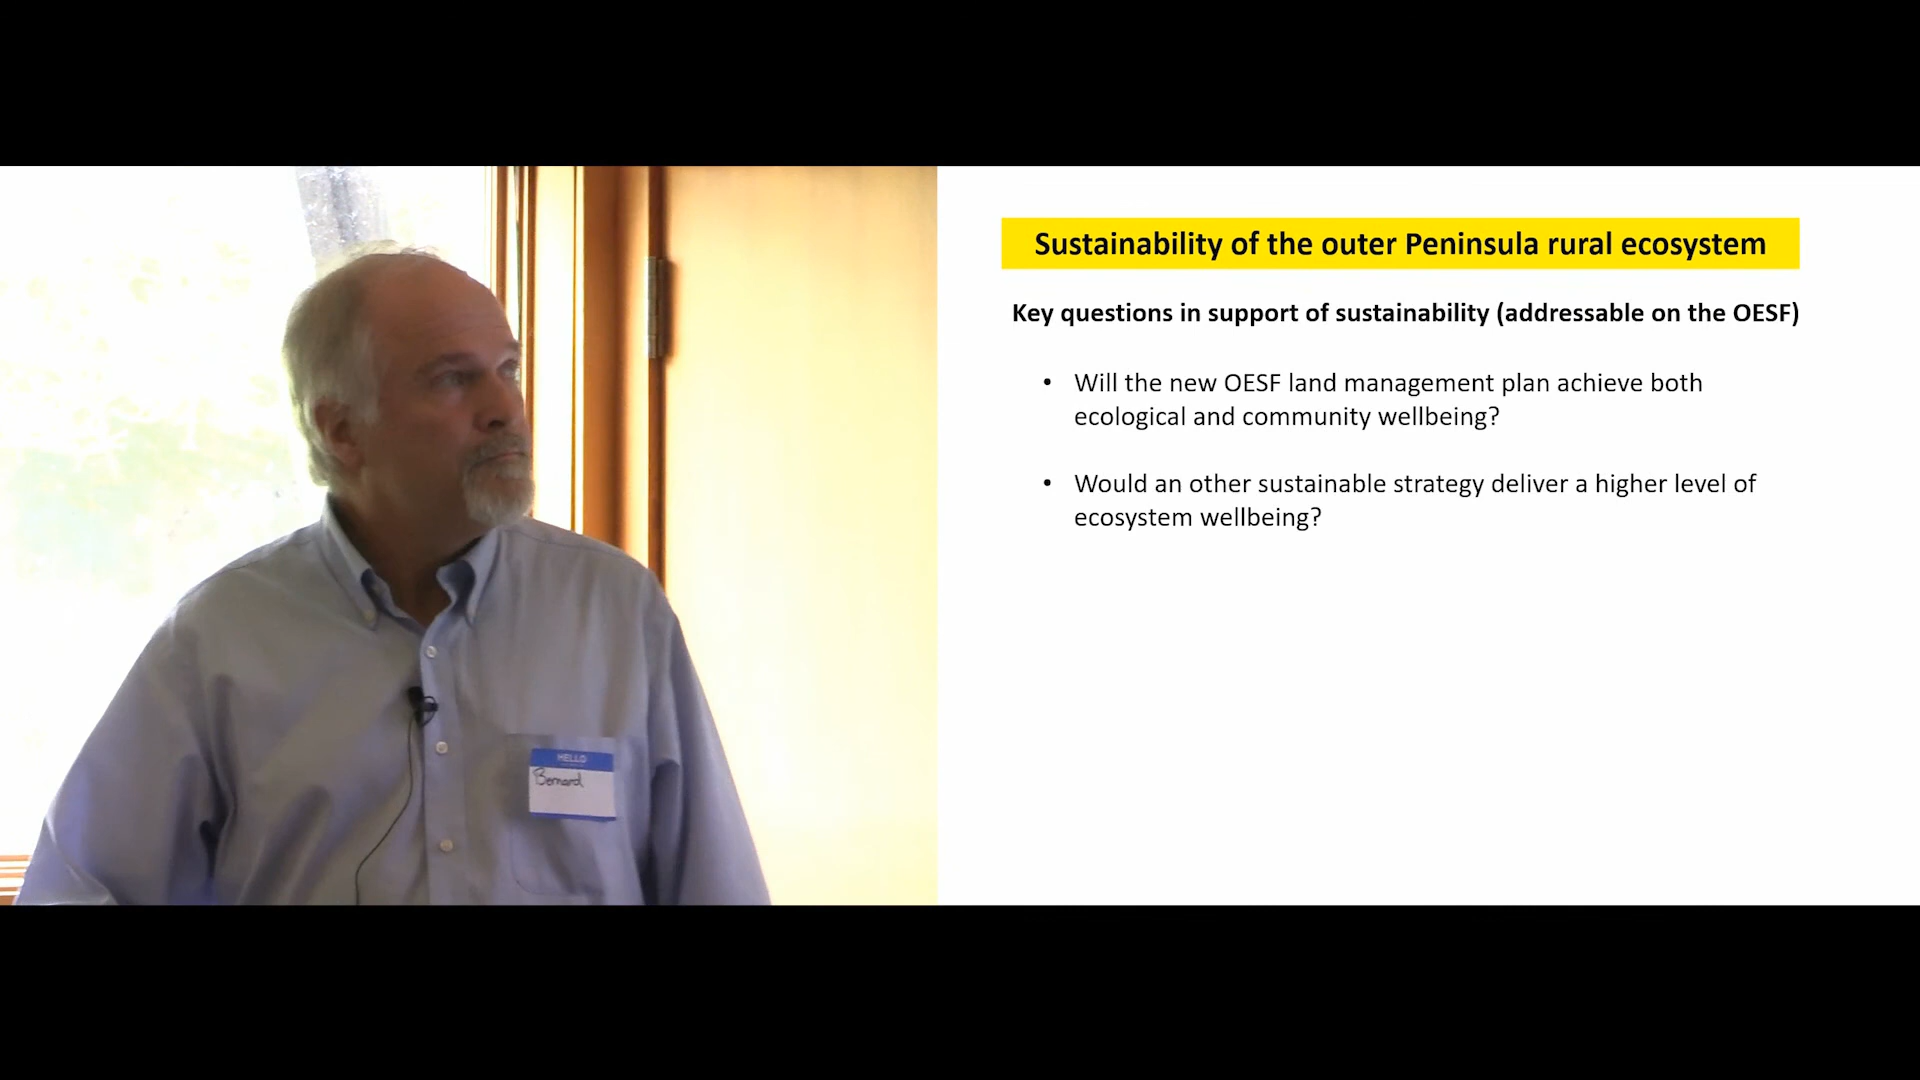 Sustainability of the outer Peninsula rural ecosystem
Key questions in support of sustainability (addressable on the OESF)
• Will the new OESF land management plan achieve both
ecological and community wellbeing?
• Would an other sustainable strategy deliver a higher level of
ecosystem wellbeing?
HELLO
Bernard